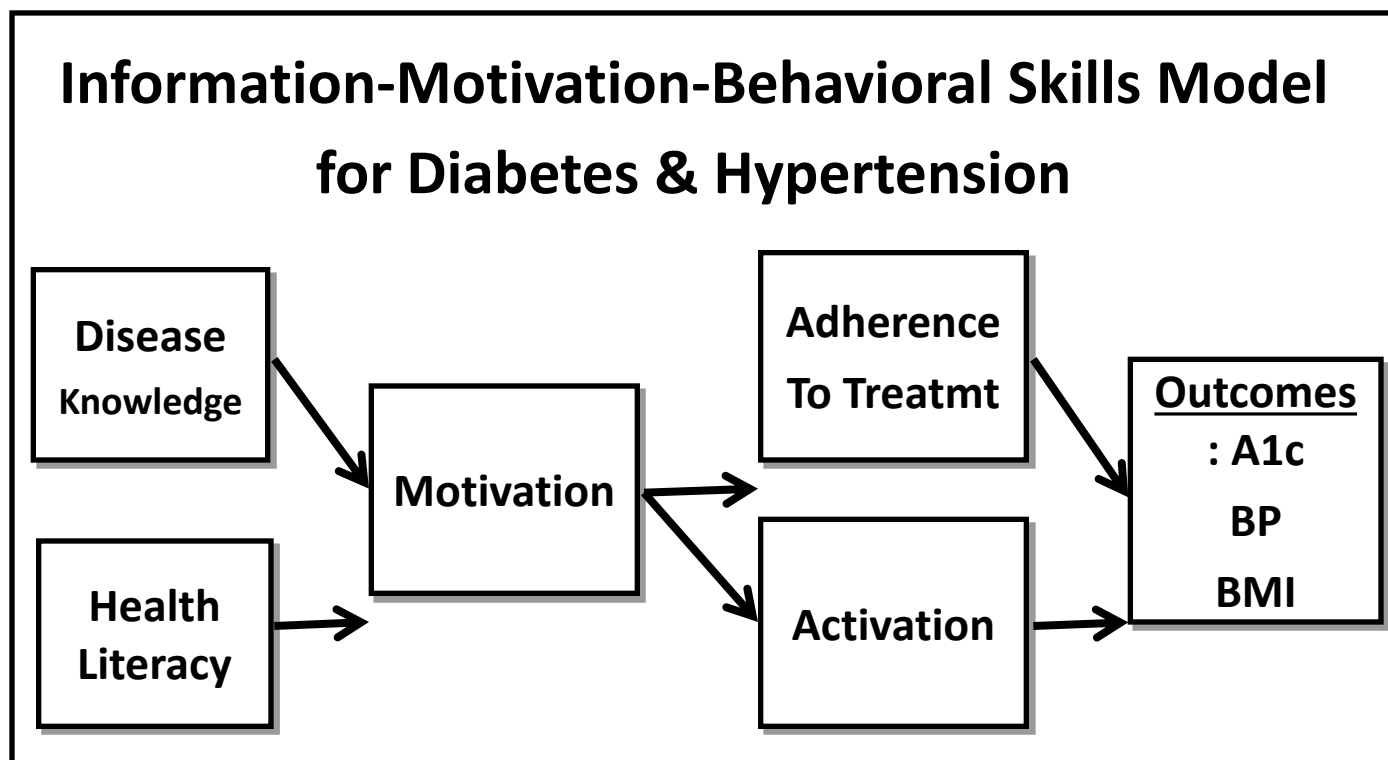 Information-Motivation-Behavioral Skills Model
for Diabetes & Hypertension
Disease
Knowledge
Health
Literacy
Motivation
Adherence
To Treatmt
Activation
Outcomes
: A1c
BP
BMI